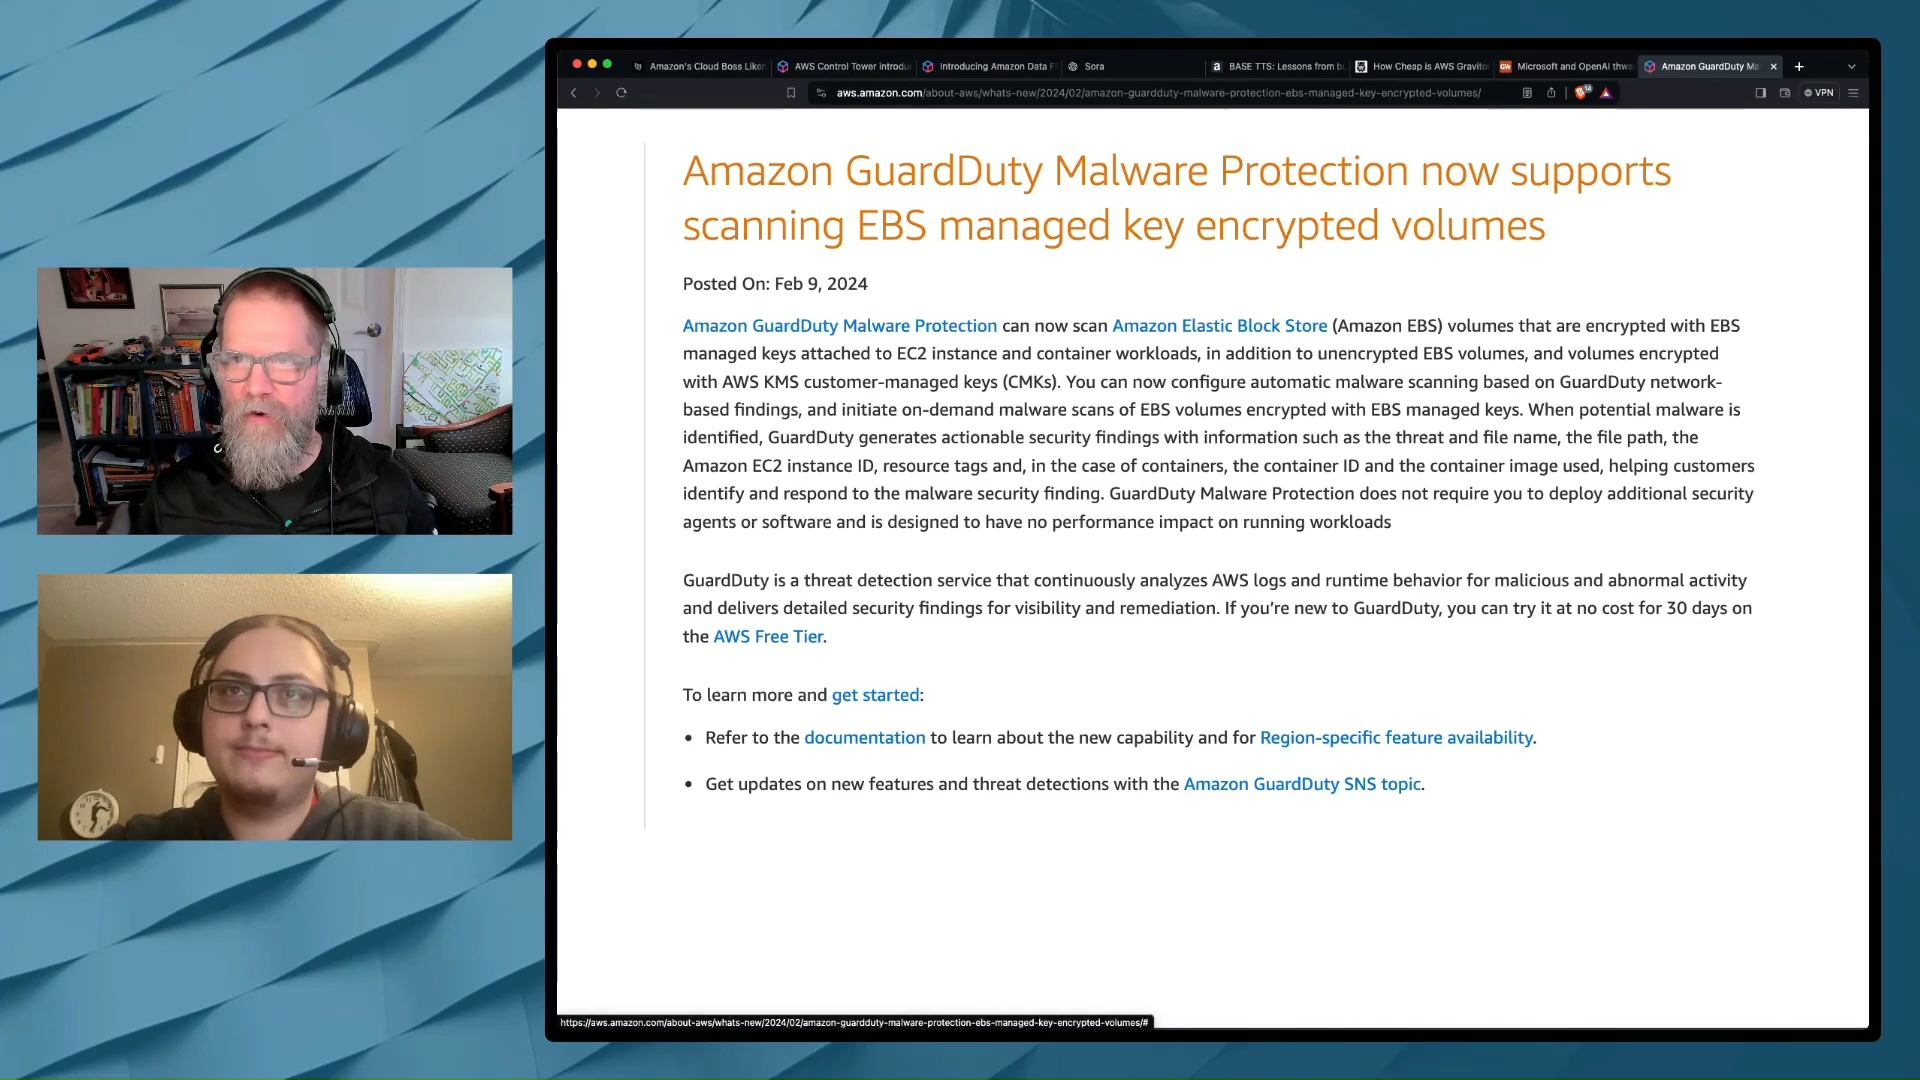 Amazon's Cloud Boss Liken
AWS Control Tower introdu
Introducing Amazon Data F
Sora
BASE TTS: Lessons from b
How Cheap is AWS Gravito
Microsoft and OpenAI thwa
Amazon GuardDuty Ma
aws.amazon.com/about-aws/whats-new/2024/02/amazon-guardduty-malware-protection-ebs-managed-key-encrypted-volumes/
VPN
Amazon GuardDuty Malware Protection now supports
scanning EBS managed key encrypted volumes
Posted On: Feb 9, 2024
Amazon GuardDuty Malware Protection can now scan Amazon Elastic Block Store (Amazon EBS) volumes that are encrypted with EBS
managed keys attached to EC2 instance and container workloads, in addition to unencrypted EBS volumes, and volumes encrypted
with AWS KMS customer-managed keys (CMKs). You can now configure automatic malware scanning based on GuardDuty network-
based findings, and initiate on-demand malware scans of EBS volumes encrypted with EBS managed keys. When potential malware is
identified, GuardDuty generates actionable security findings with information such as the threat and file name, the file path, the
Amazon EC2 instance ID, resource tags and, in the case of containers, the container ID and the container image used, helping customers
identify and respond to the malware security finding. GuardDuty Malware Protection does not require you to deploy additional security
agents or software and is designed to have no performance impact on running workloads
GuardDuty is a threat detection service that continuously analyzes AWS logs and runtime behavior for malicious and abnormal activity
and delivers detailed security findings for visibility and remediation. If you're new to GuardDuty, you can try it at no cost for 30 days on
the AWS Free Tier.
To learn more and get started:
• Refer to the documentation to learn about the new capability and for Region-specific feature availability.
• Get updates on new features and threat detections with the Amazon GuardDuty SNS topic.
https://aws.amazon.com/about-aws/whats-new/2024/02/amazon-guardduty-malware-protection-ebs-managed-key-encrypted-volumes/#